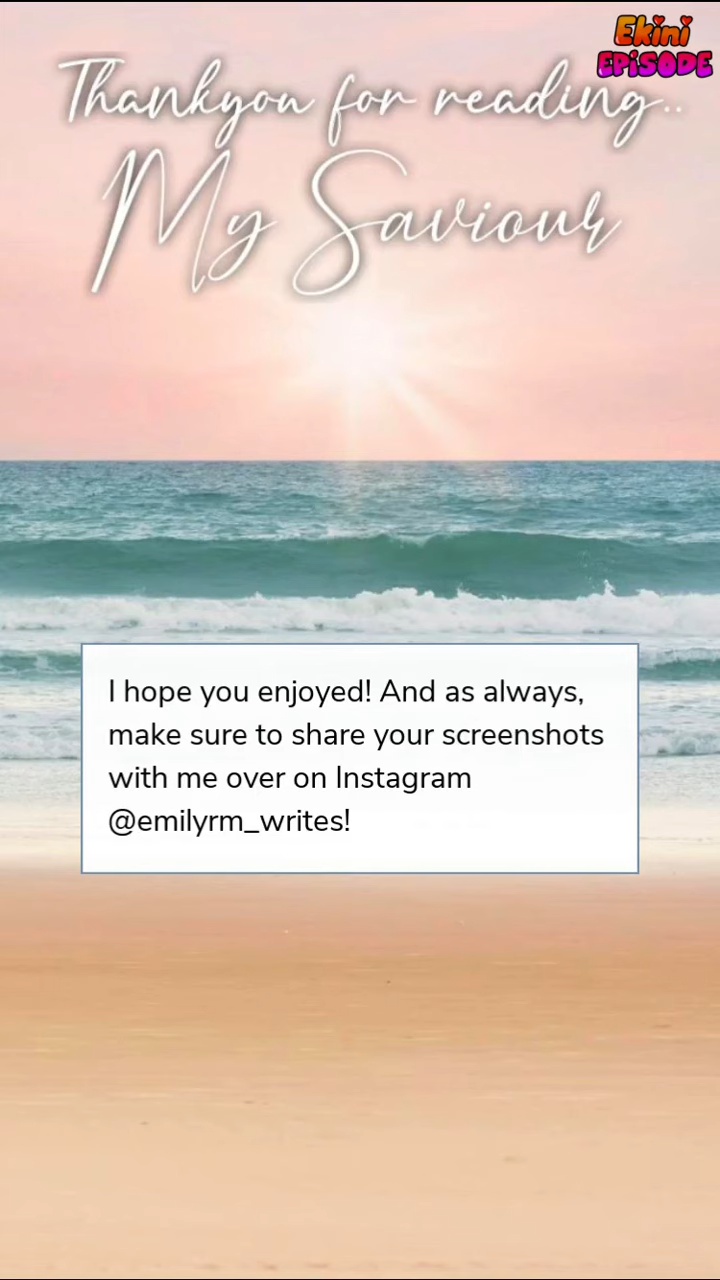 Ekini
EPiSODE
Thankyou for reading..
My Saviour
I hope you enjoyed! And as always,
make sure to share your screenshots
with me over on Instagram
@emilyrm_writes!